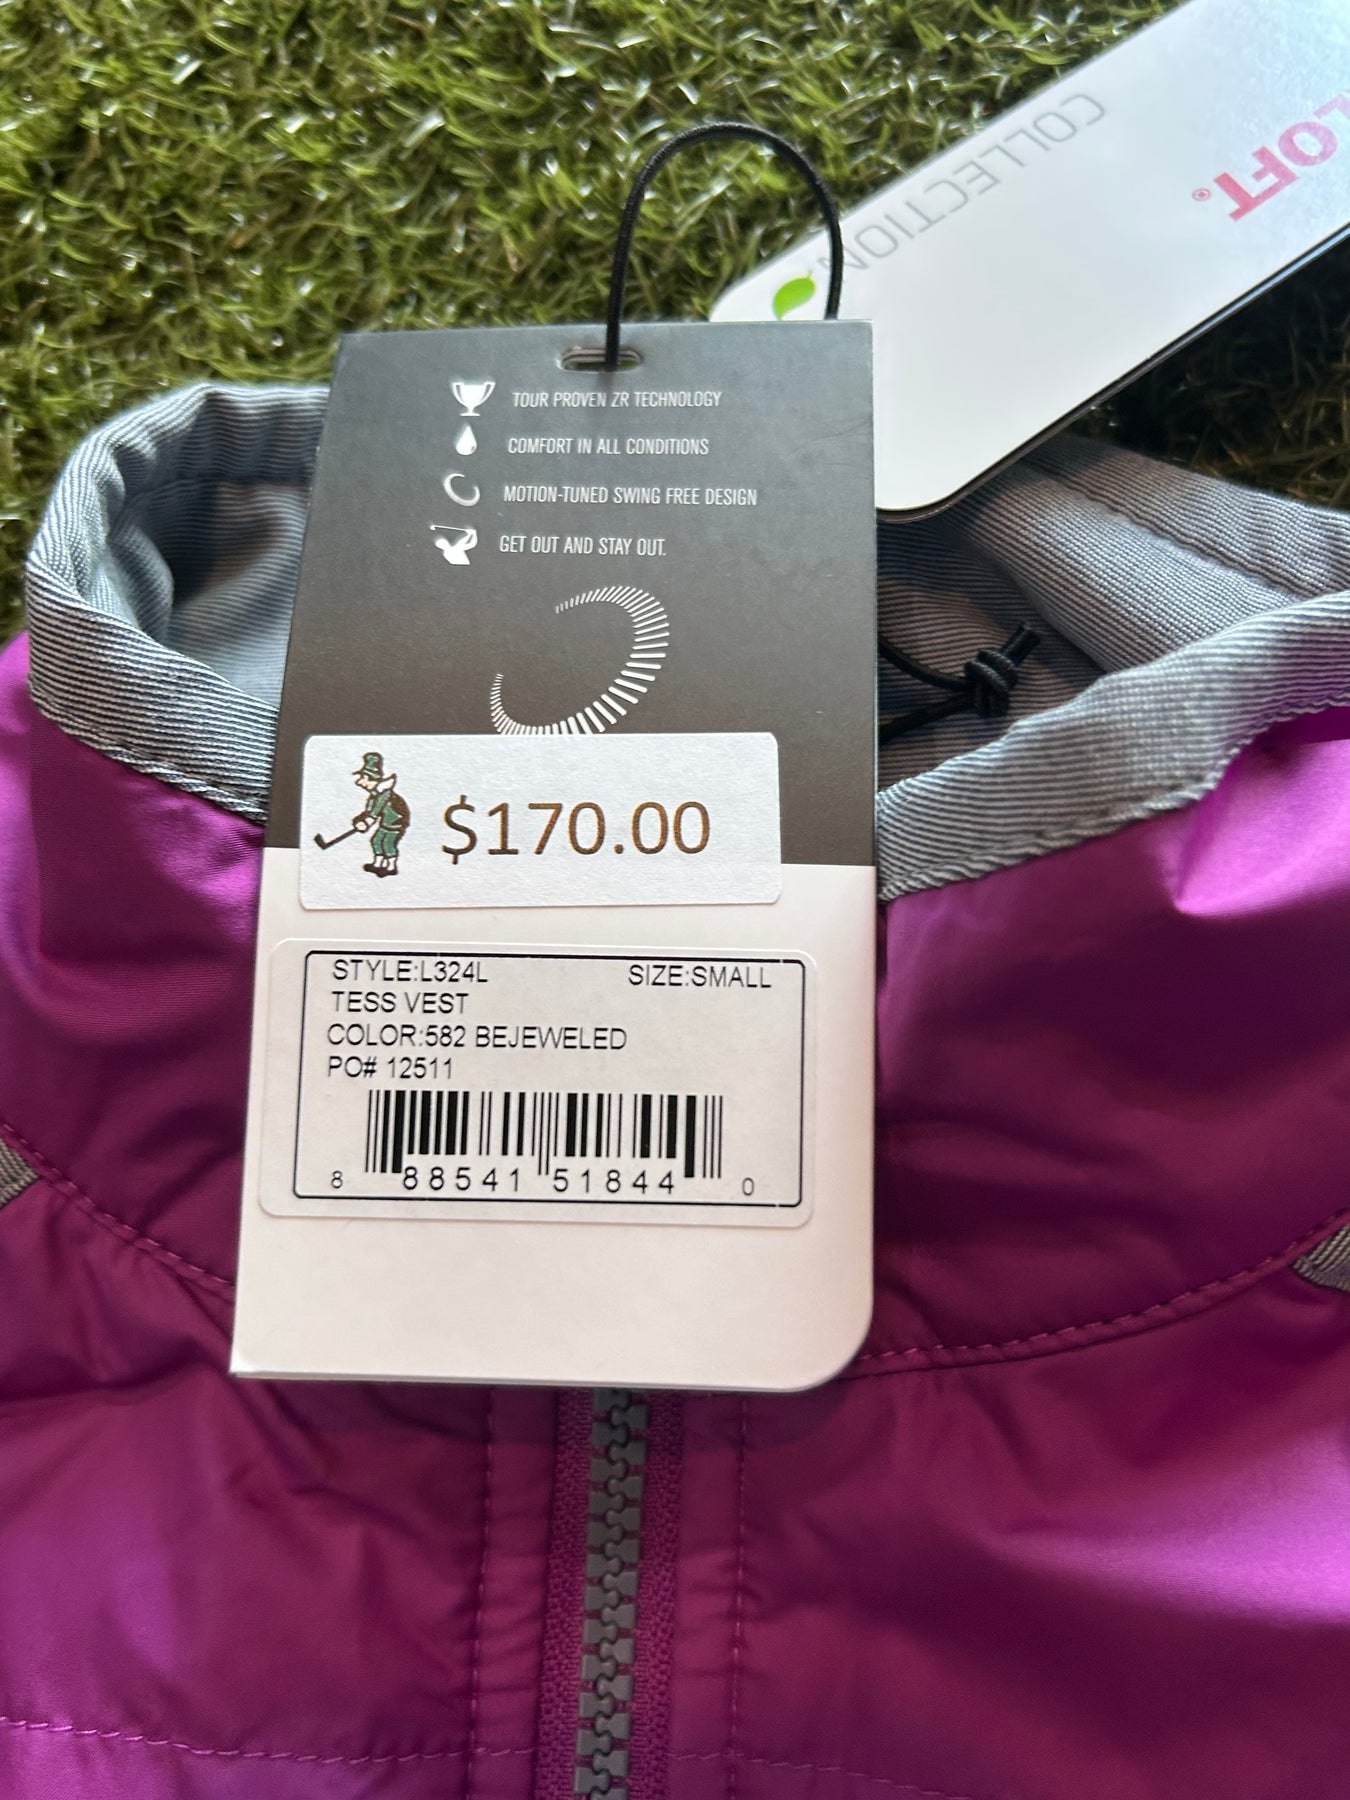 COLLECTION
LOFT®
TOUR PROVEN ZR TECHNOLOGY
COMFORT IN ALL CONDITIONS
MOTION-TUNED SWING FREE DESIGN
GET OUT AND STAY OUT.
$170.00
STYLE:L324L SIZE:SMALL
TESS VEST
COLOR:582 BEJEWELED
PO# 12511
8 88541 51844 0